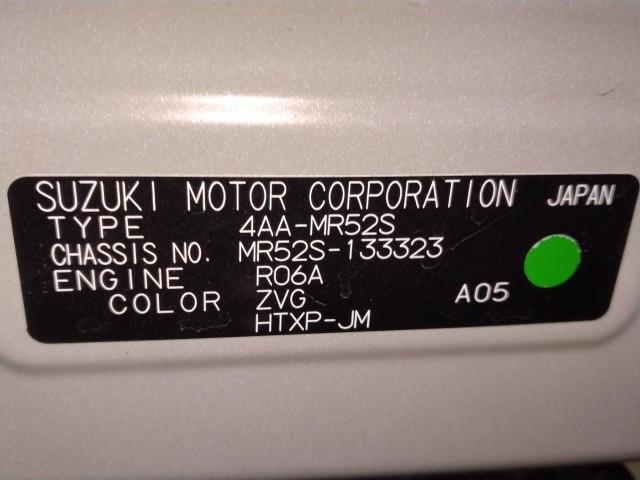 SUZUKI MOTOR CORPORATION JAPAN
TYPE 4AA-MR52S
CHASSIS NO. MR52S-133323
ENGINE R06A
COLOR ZVG A05
HTXP-JM